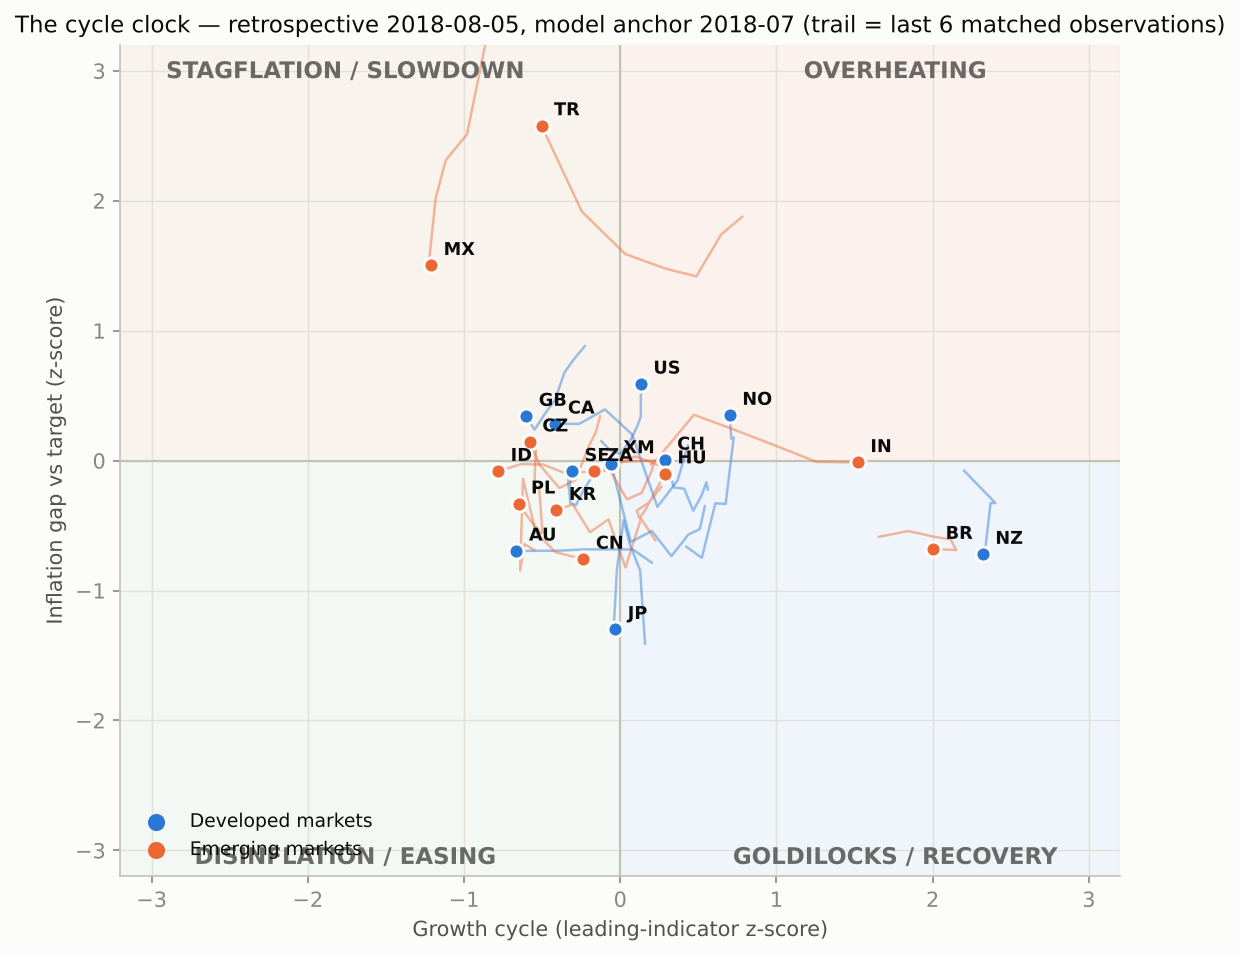 The cycle clock — retrospective 2018-08-05, model anchor 2018-07 (trail = last 6 matched observations)
STAGFLATION / SLOWDOWN
OVERHEATING
3
2
1
0
−1
−2
−3
Inflation gap vs target (z-score)
TR
MX
US
GB
CA
CZ
NO
ID
SE
ZA
XM
CH
HU
IN
PL
KR
AU
CN
BR
NZ
JP
Developed markets
Emerging markets
DISINFLATION / EASING
GOLDILOCKS / RECOVERY
−3
−2
−1
0
1
2
3
Growth cycle (leading-indicator z-score)